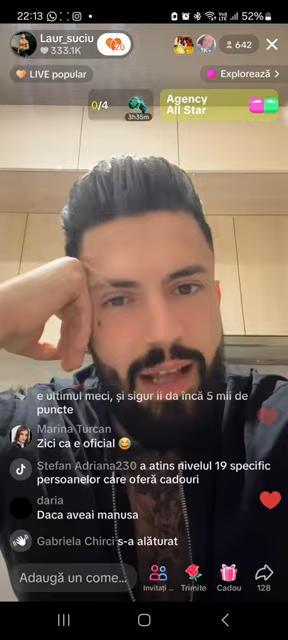 22:13
52%
Laur_suciu
333.1K
20
1K+
642
LIVE popular
Explorează >
0/4
3h35m
Agency
All Star
e ultimul meci, și sigur ii da încă 5 mii de
puncte
Marina Turcan
Zici ca e oficial 😂
Stefan Adriana230 a atins nivelul 19 specific
persoanelor care oferă cadouri
daria
Daca aveai manusa
Gabriela Chirci s-a alăturat
Adaugă un come...
Invitați ...
Trimite
Cadou
128